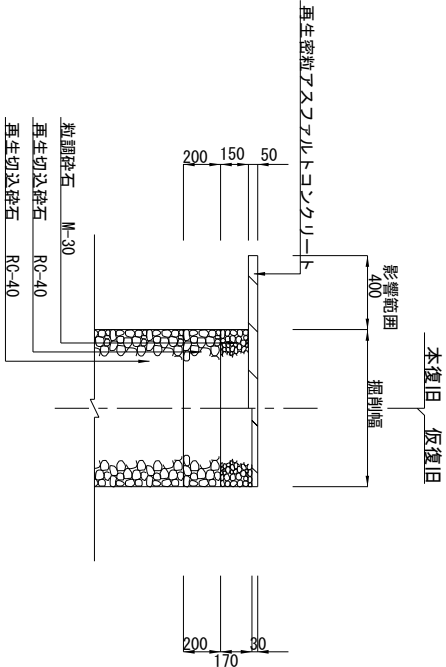 再生密粒アスファルトコンクリート
200 150 50
粒調砕石 M-30
再生切込砕石 RC-40
再生切込砕石 RC-40
影響範囲
400
掘削幅
本復旧 仮復旧
200 170 30